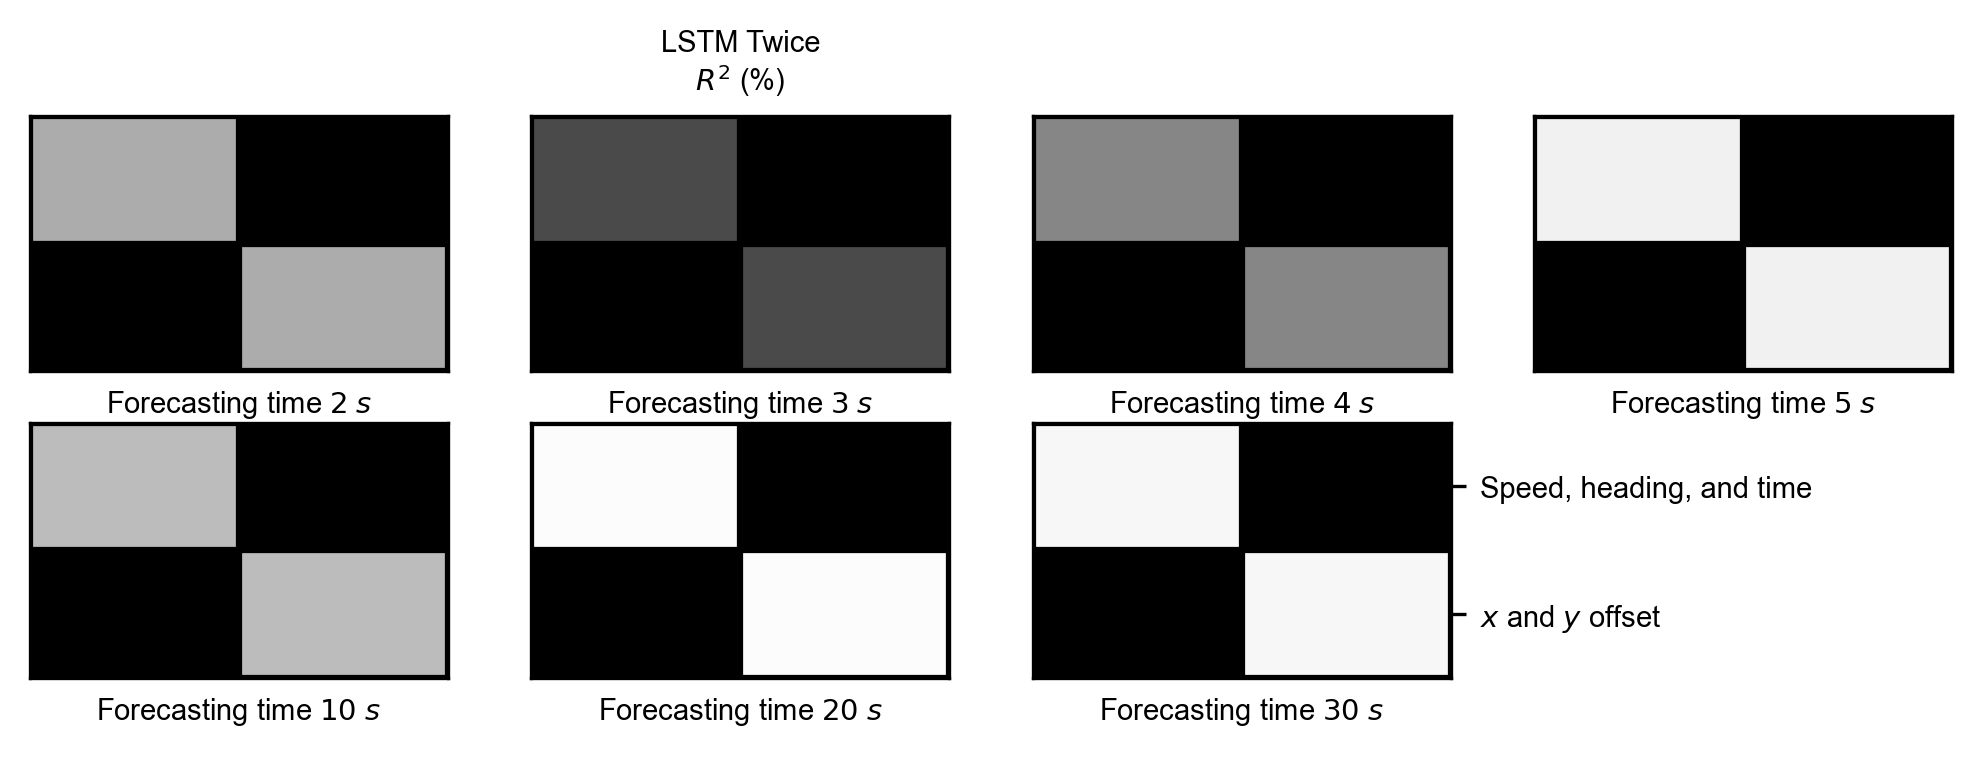 LSTM Twice
R² (%)
Forecasting time 2 s
Forecasting time 3 s
Forecasting time 4 s
Forecasting time 5 s
Speed, heading, and time
x and y offset
Forecasting time 10 s
Forecasting time 20 s
Forecasting time 30 s